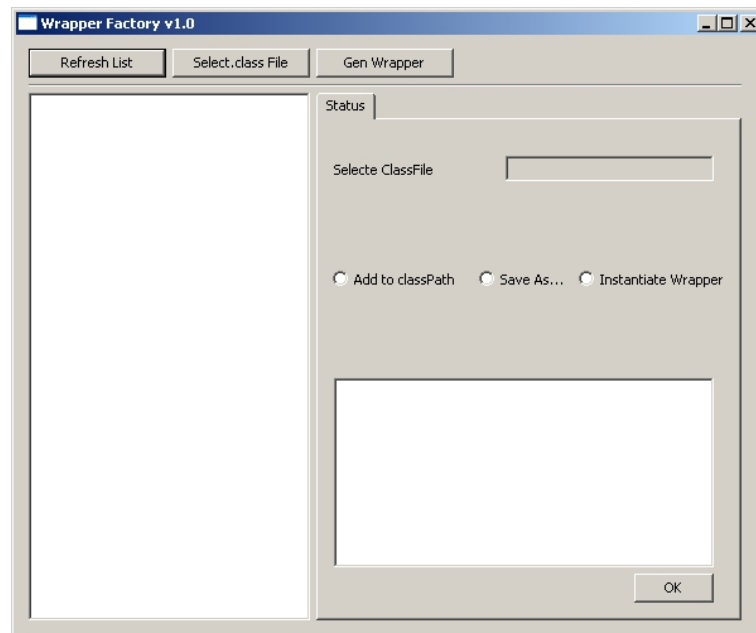 Wrapper Factory v1.0
Refresh List Select.class File Gen Wrapper
Status
Selecte ClassFile
Add to classPath Save As... Instantiate Wrapper
OK